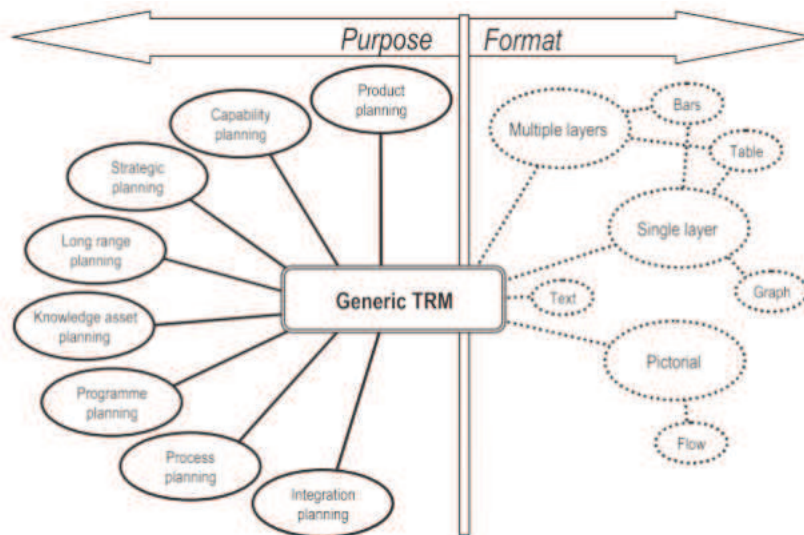 Purpose
Format
Product
planning
Capability
planning
Strategic
planning
Long range
planning
Knowledge asset
planning
Programme
planning
Process
planning
Integration
planning
Generic TRM
Multiple layers
Bars
Table
Single layer
Graph
Text
Pictorial
Flow